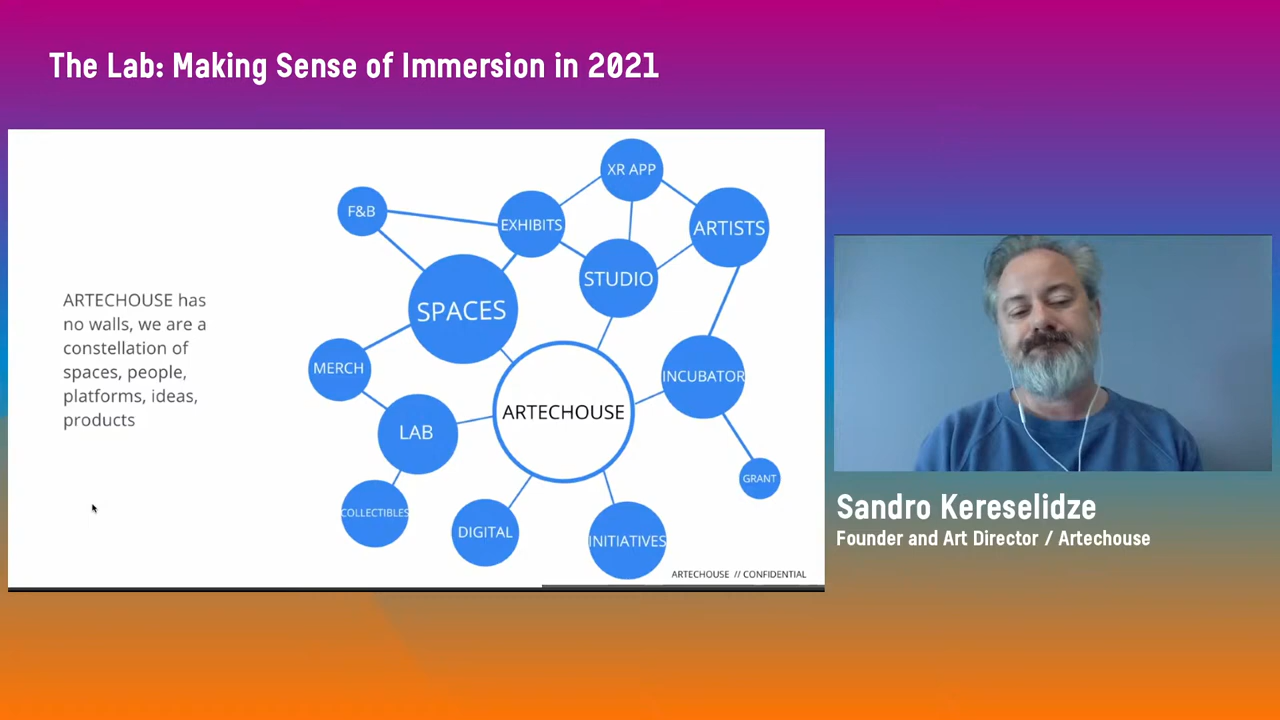 The Lab: Making Sense of Immersion in 2021
ARTECHOUSE has
no walls, we are a
constellation of
spaces, people,
platforms, ideas,
products
XR APP
F&B
EXHIBITS
ARTISTS
STUDIO
SPACES
MERCH
INCUBATOR
ARTECHOUSE
LAB
GRANT
COLLECTIBLES
DIGITAL
INITIATIVES
ARTECHOUSE // CONFIDENTIAL
Sandro Kereselidze
Founder and Art Director / Artechouse